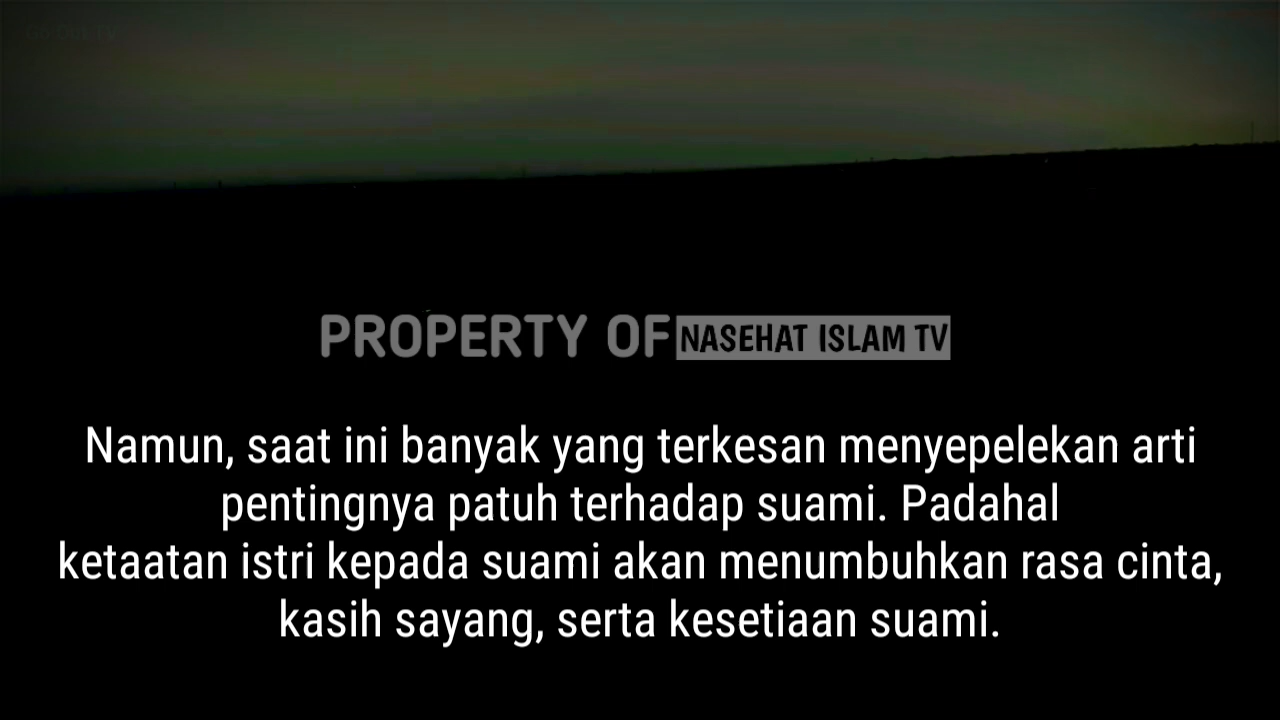 PROPERTY OF NASEHAT ISLAM TV
Namun, saat ini banyak yang terkesan menyepelekan arti
pentingnya patuh terhadap suami. Padahal
ketaatan istri kepada suami akan menumbuhkan rasa cinta,
kasih sayang, serta kesetiaan suami.